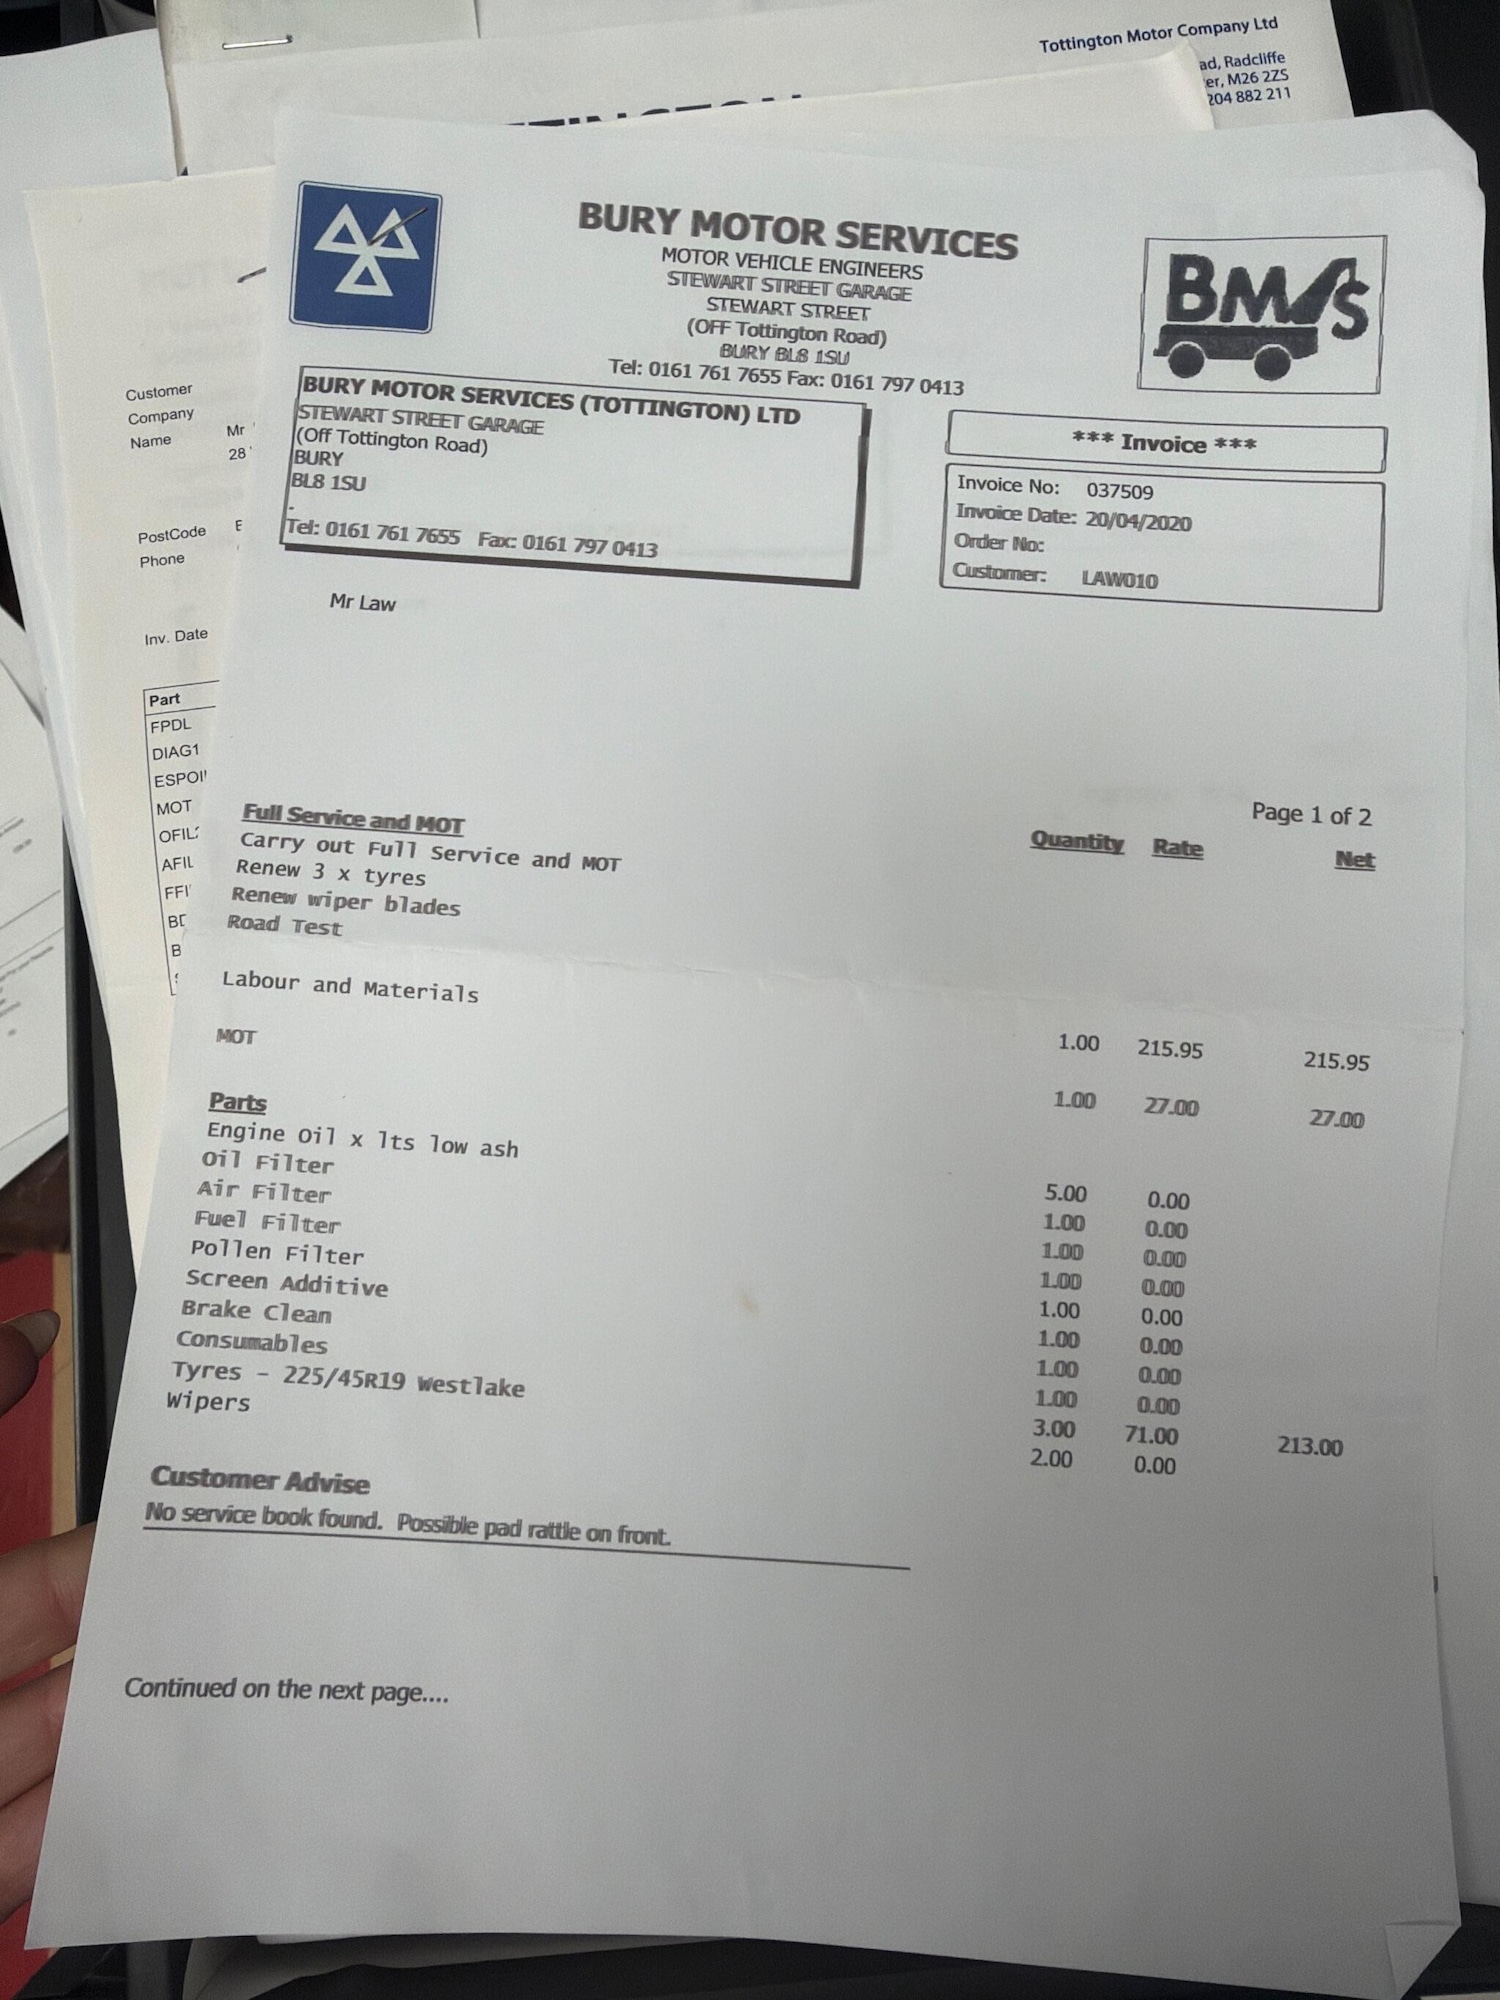 Tottington Motor Company Ltd
ad, Radcliffe
er, M26 2ZS
204 882 211
BURY MOTOR SERVICES
MOTOR VEHICLE ENGINEERS
STEWART STREET GARAGE
STEWART STREET
(OFF Tottington Road)
BURY BL8 1SU
Tel: 0161 761 7655 Fax: 0161 797 0413
BM S
BURY MOTOR SERVICES (TOTTINGTON) LTD
STEWART STREET GARAGE
(Off Tottington Road)
BURY
BL8 1SU
-
Tel: 0161 761 7655 Fax: 0161 797 0413
*** Invoice ***
Invoice No: 037509
Invoice Date: 20/04/2020
Order No:
Customer: LAW010
Mr Law
Page 1 of 2
Quantity Rate Net
Full Service and MOT
Carry out Full Service and MOT
Renew 3 x tyres
Renew wiper blades
Road Test
Labour and Materials 1.00 215.95 215.95
MOT 1.00 27.00 27.00
Parts
Engine Oil x lts low ash 5.00 0.00
Oil Filter 1.00 0.00
Air Filter 1.00 0.00
Fuel Filter 1.00 0.00
Pollen Filter 1.00 0.00
Screen Additive 1.00 0.00
Brake Clean 1.00 0.00
Consumables 1.00 0.00
Tyres - 225/45R19 Westlake 3.00 71.00 213.00
Wipers 2.00 0.00
Customer Advise
No service book found. Possible pad rattle on front.
Continued on the next page....
Customer
Company
Name Mr
28
PostCode
Phone
Inv. Date
Part
FPDL
DIAG1
ESPOI
MOT
OFIL
AFIL
FFI